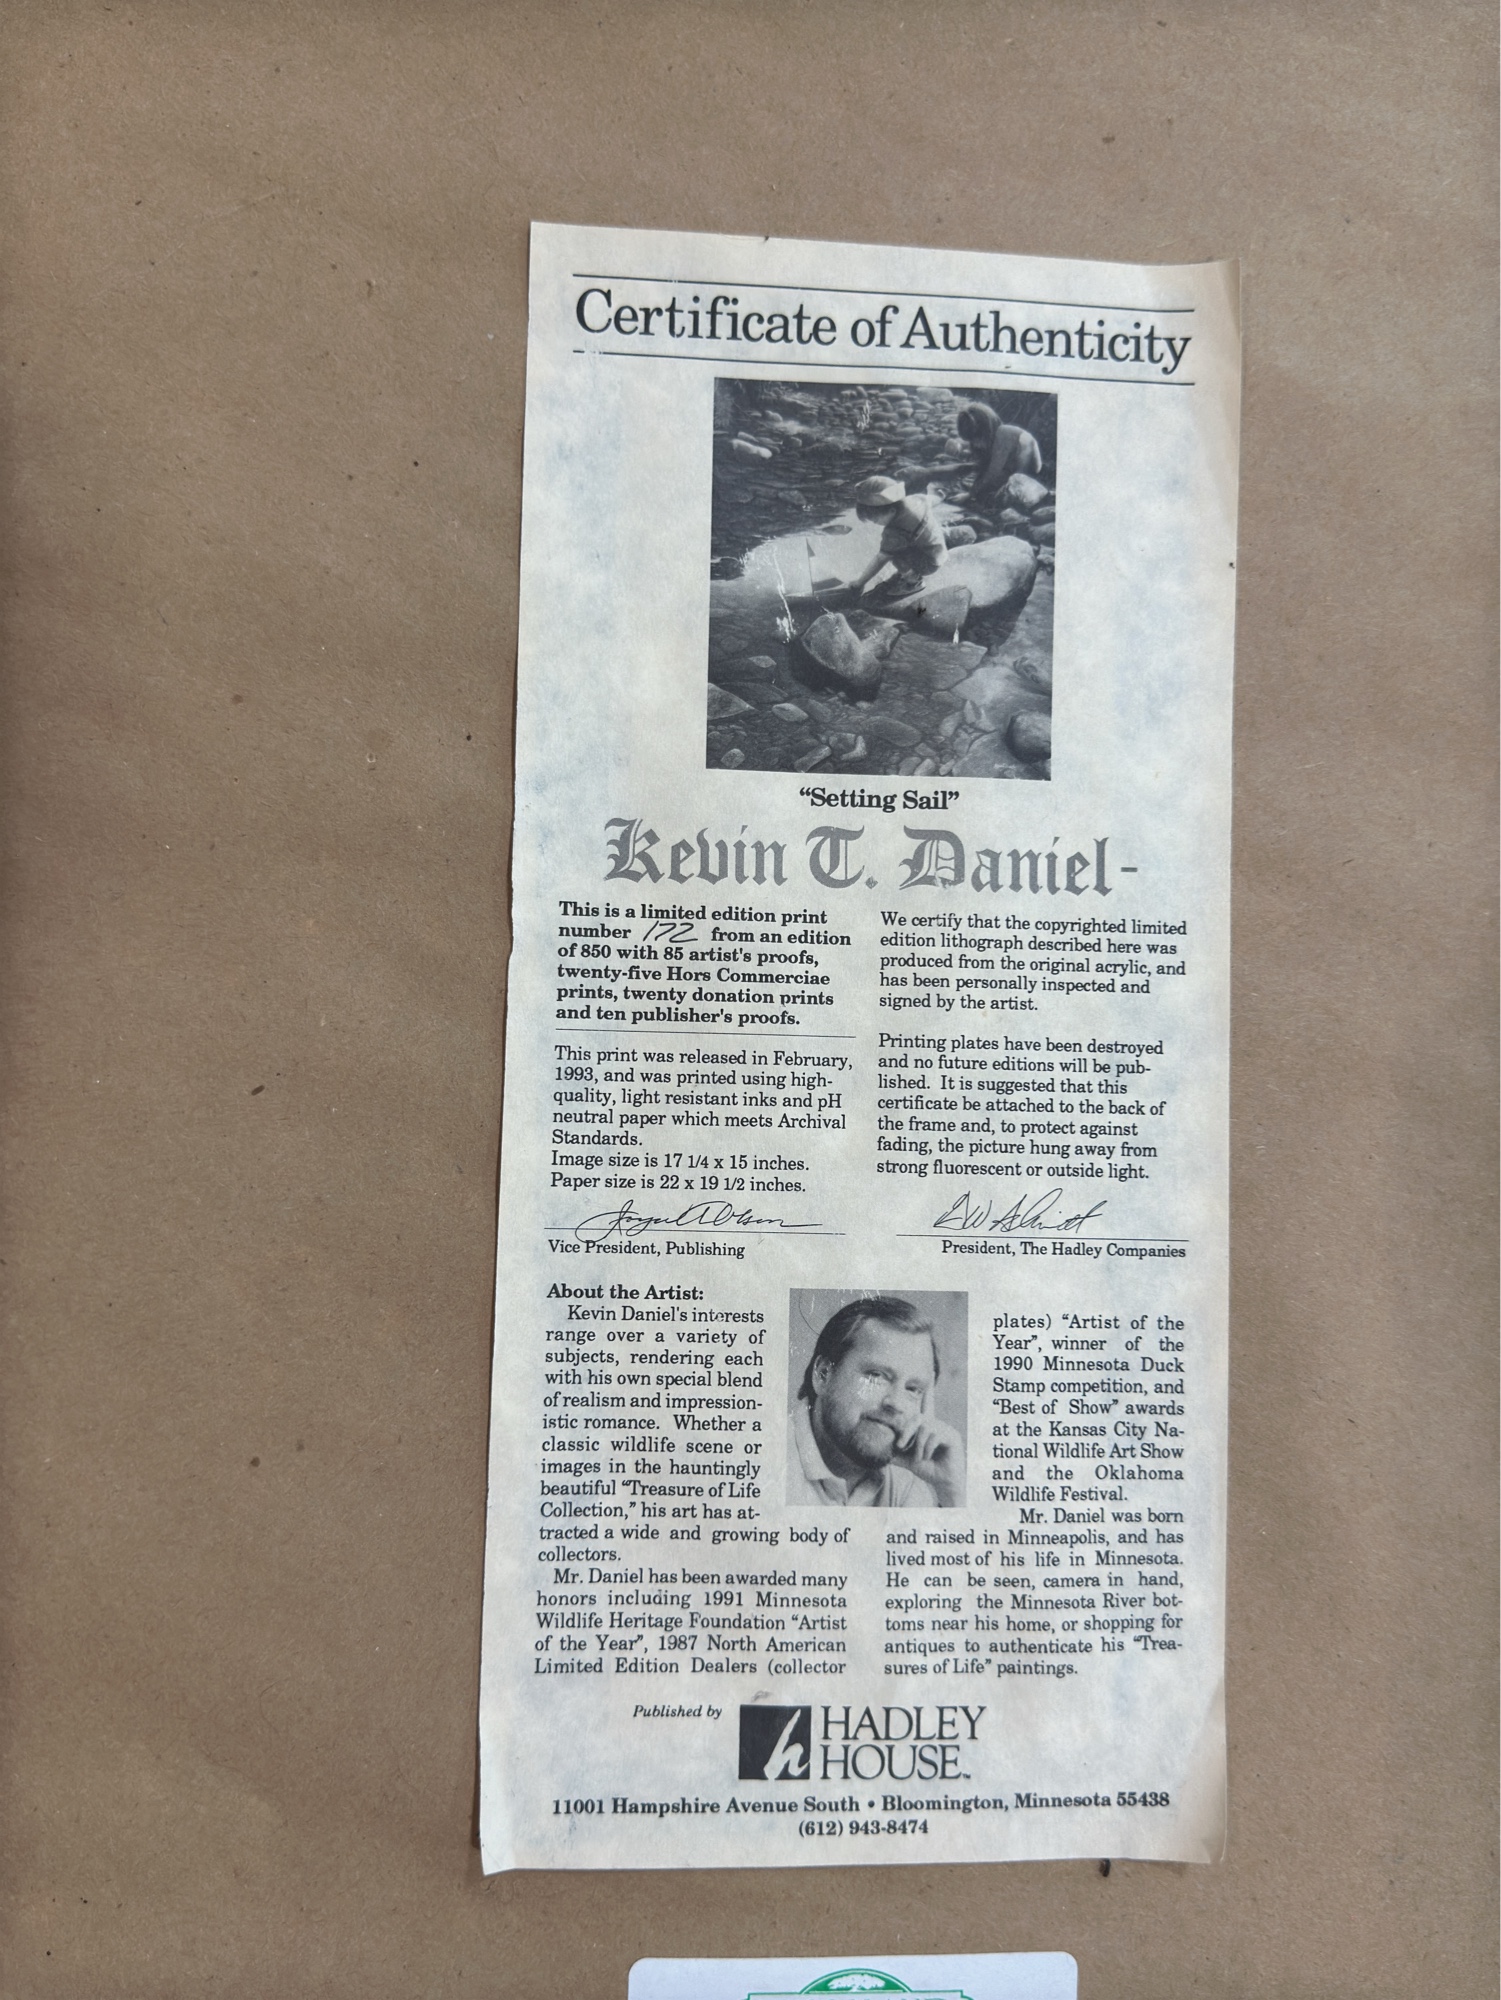 Certificate of Authenticity
“Setting Sail”
Kevin T. Daniel-
This is a limited edition print
number 172 from an edition
of 850 with 85 artist's proofs,
twenty-five Hors Commerciae
prints, twenty donation prints
and ten publisher's proofs.
This print was released in February,
1993, and was printed using high-
quality, light resistant inks and pH
neutral paper which meets Archival
Standards.
Image size is 17 1/4 x 15 inches.
Paper size is 22 x 19 1/2 inches.
Vice President, Publishing
We certify that the copyrighted limited
edition lithograph described here was
produced from the original acrylic, and
has been personally inspected and
signed by the artist.
Printing plates have been destroyed
and no future editions will be pub-
lished. It is suggested that this
certificate be attached to the back of
the frame and, to protect against
fading, the picture hung away from
strong fluorescent or outside light.
President, The Hadley Companies
About the Artist:
Kevin Daniel's interests
range over a variety of
subjects, rendering each
with his own special blend
of realism and impression-
istic romance. Whether a
classic wildlife scene or
images in the hauntingly
beautiful “Treasure of Life
Collection,” his art has at-
tracted a wide and growing body of
collectors.
Mr. Daniel has been awarded many
honors including 1991 Minnesota
Wildlife Heritage Foundation “Artist
of the Year”, 1987 North American
Limited Edition Dealers (collector
plates) “Artist of the
Year”, winner of the
1990 Minnesota Duck
Stamp competition, and
“Best of Show” awards
at the Kansas City Na-
tional Wildlife Art Show
and the Oklahoma
Wildlife Festival.
Mr. Daniel was born
and raised in Minneapolis, and has
lived most of his life in Minnesota.
He can be seen, camera in hand,
exploring the Minnesota River bot-
toms near his home, or shopping for
antiques to authenticate his “Trea-
sures of Life” paintings.
Published by
h HADLEY
HOUSE™
11001 Hampshire Avenue South • Bloomington, Minnesota 55438
(612) 943-8474